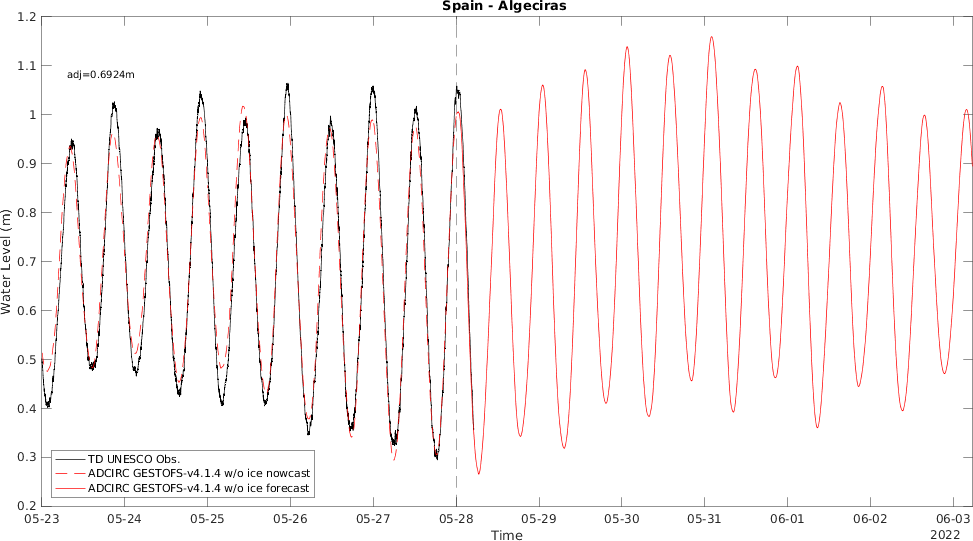 Spain - Algeciras
1.2
1.1
1
0.9
0.8
0.7
0.6
0.5
0.4
0.3
0.2
Water Level (m)
adj=0.6924m
TD UNESCO Obs.
ADCIRC GESTOFS-v4.1.4 w/o ice nowcast
ADCIRC GESTOFS-v4.1.4 w/o ice forecast
05-23 05-24 05-25 05-26 05-27 05-28 05-29 05-30 05-31 06-01 06-02 06-03
Time
2022